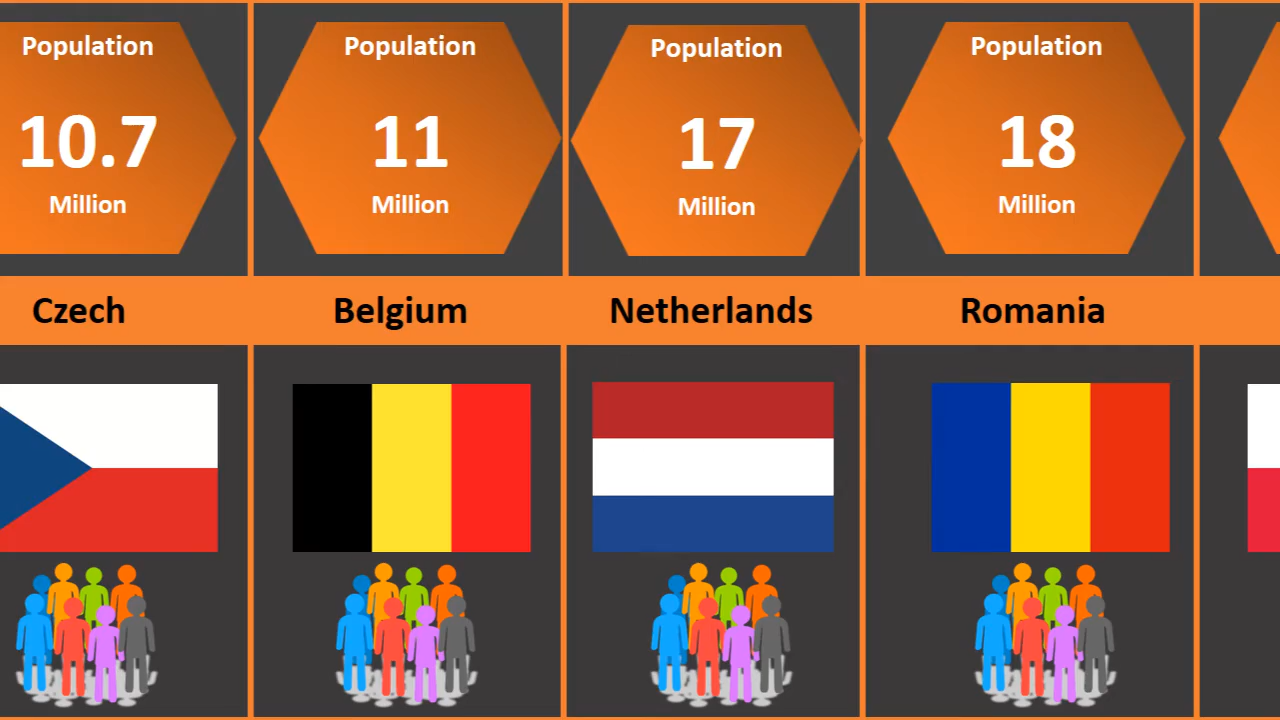 Population
10.7
Million
Czech
Population
11
Million
Belgium
Population
17
Million
Netherlands
Population
18
Million
Romania